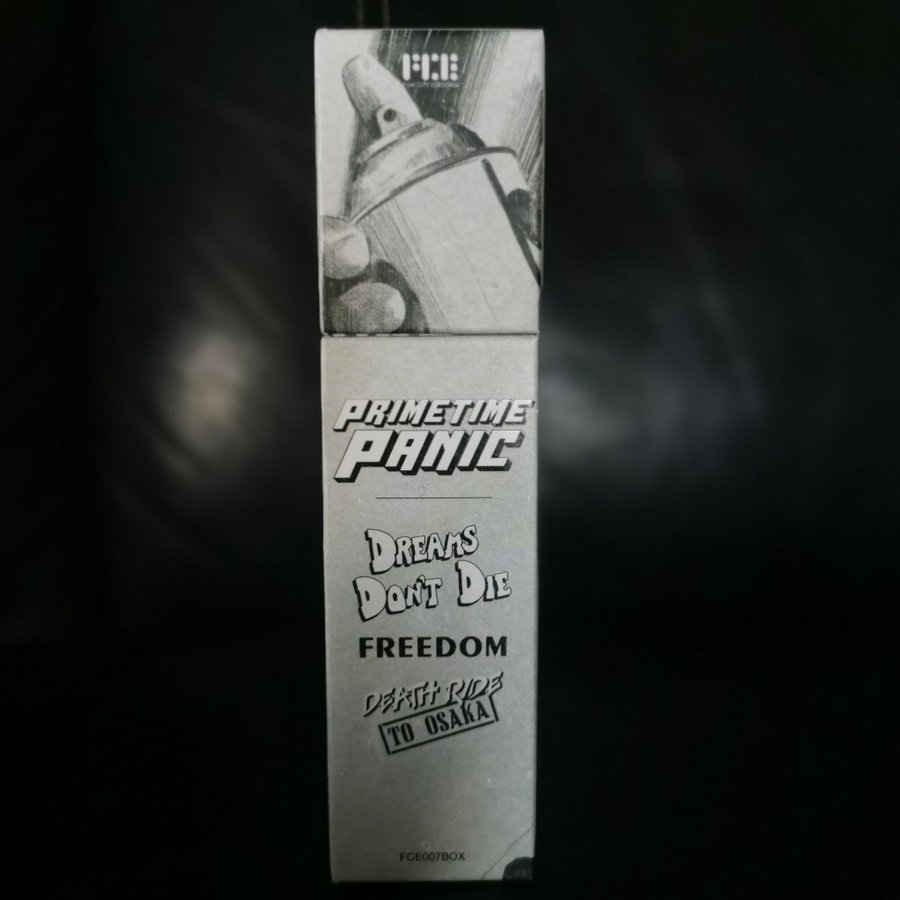 FCE
PRIMETIME
PANIC
DREAMS
DON'T DIE
FREEDOM
DEATH RIDE
TO OSAKA
FCE007BOX